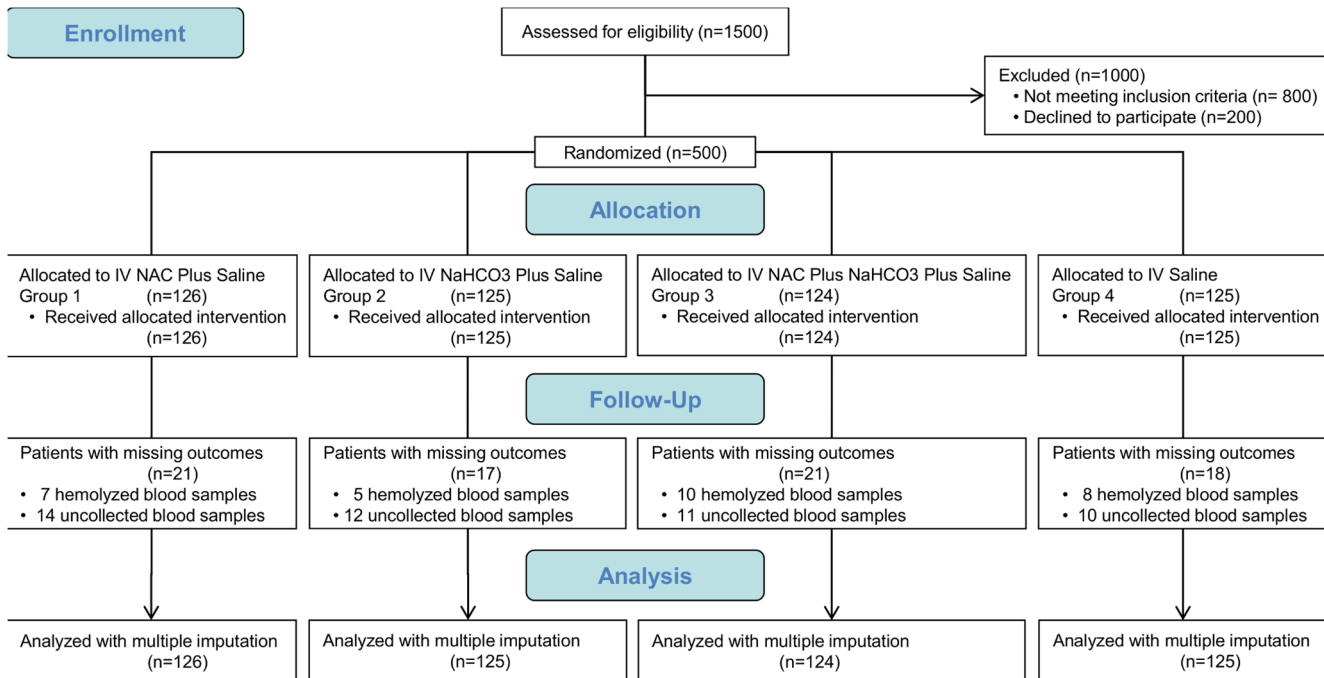 Enrollment
Assessed for eligibility (n=1500)
Excluded (n=1000)
• Not meeting inclusion criteria (n= 800)
• Declined to participate (n=200)
Randomized (n=500)
Allocation
Allocated to IV NAC Plus Saline
Group 1 (n=126)
• Received allocated intervention
(n=126)
Allocated to IV NaHCO3 Plus Saline
Group 2 (n=125)
• Received allocated intervention
(n=125)
Allocated to IV NAC Plus NaHCO3 Plus Saline
Group 3 (n=124)
• Received allocated intervention
(n=124)
Allocated to IV Saline
Group 4 (n=125)
• Received allocated intervention
(n=125)
Follow-Up
Patients with missing outcomes
(n=21)
• 7 hemolyzed blood samples
• 14 uncollected blood samples
Patients with missing outcomes
(n=17)
• 5 hemolyzed blood samples
• 12 uncollected blood samples
Patients with missing outcomes
(n=21)
• 10 hemolyzed blood samples
• 11 uncollected blood samples
Patients with missing outcomes
(n=18)
• 8 hemolyzed blood samples
• 10 uncollected blood samples
Analysis
Analyzed with multiple imputation
(n=126)
Analyzed with multiple imputation
(n=125)
Analyzed with multiple imputation
(n=124)
Analyzed with multiple imputation
(n=125)